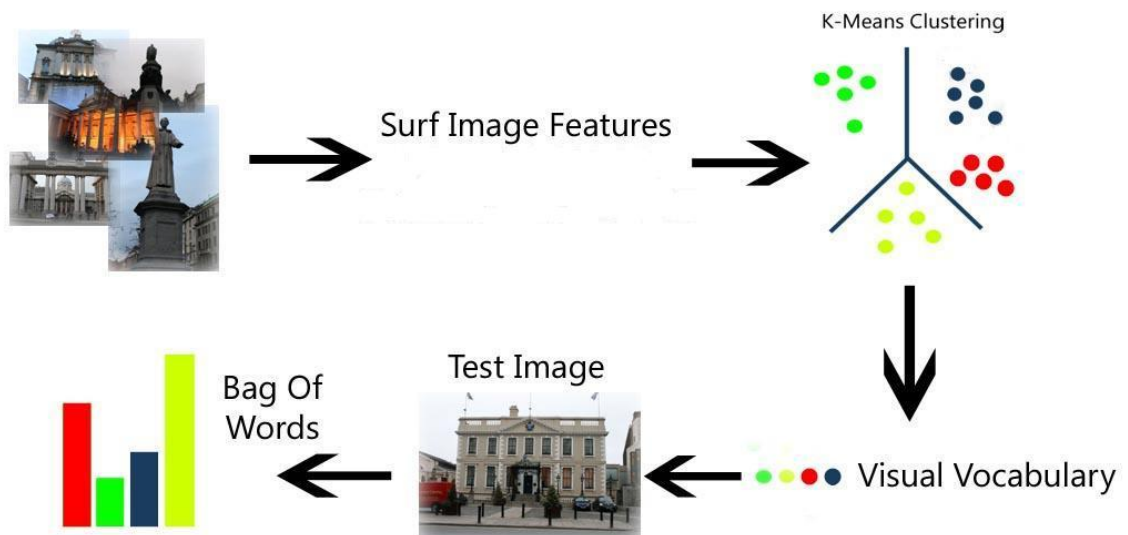 K-Means Clustering
Surf Image Features
Visual Vocabulary
Test Image
Bag Of
Words